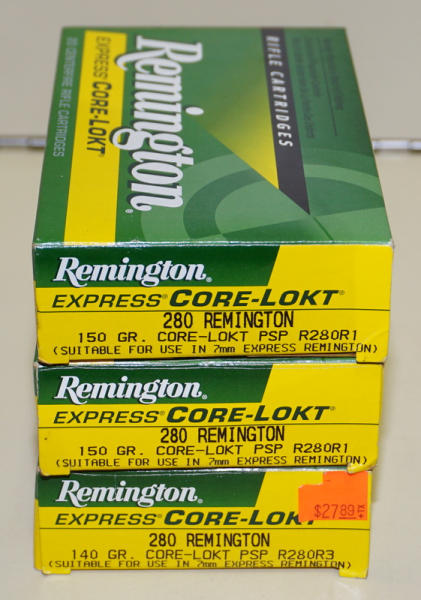 20 CENTERFIRE RIFLE CARTRIDGES
EXPRESS® CORE-LOKT®
Remington®
RIFLE CARTRIDGES
Remington®
EXPRESS® CORE-LOKT®
280 REMINGTON
150 GR. CORE-LOKT PSP R280R1
(SUITABLE FOR USE IN 7mm EXPRESS REMINGTON)
Remington®
EXPRESS® CORE-LOKT®
280 REMINGTON
150 GR. CORE-LOKT PSP R280R1
(SUITABLE FOR USE IN 7mm EXPRESS REMINGTON)
Remington®
EXPRESS® CORE-LOKT
$27.89 +TX
280 REMINGTON
140 GR. CORE-LOKT PSP R280R3
(SUITABLE FOR USE IN 7mm EXPRESS REMINGTON)